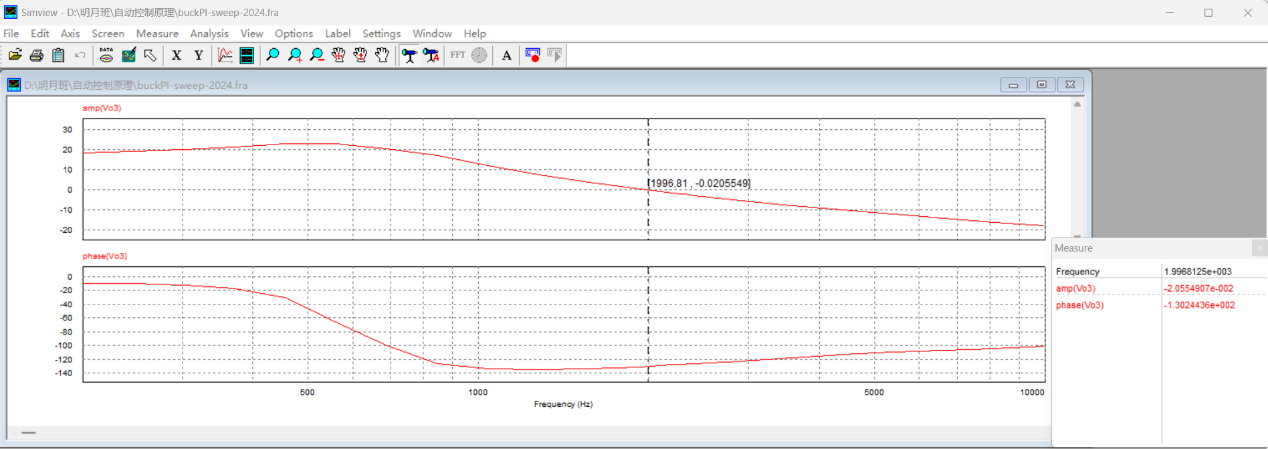 Simview - D:\明月班\自动控制原理\buckPI-sweep-2024.fra
File Edit Axis Screen Measure Analysis View Options Label Settings Window Help
DATA X Y FFT A
D:\明月班\自动控制原理\buckPI-sweep-2024.fra
amp(Vo3)
30
20
10
0
-10
-20
[1996.81 , -0.0205549]
phase(Vo3)
0
-20
-40
-60
-80
-100
-120
-140
500 1000 5000 10000
Frequency (Hz)
Measure
Frequency 1.9968125e+003
amp(Vo3) -2.0554907e-002
phase(Vo3) -1.3024436e+002